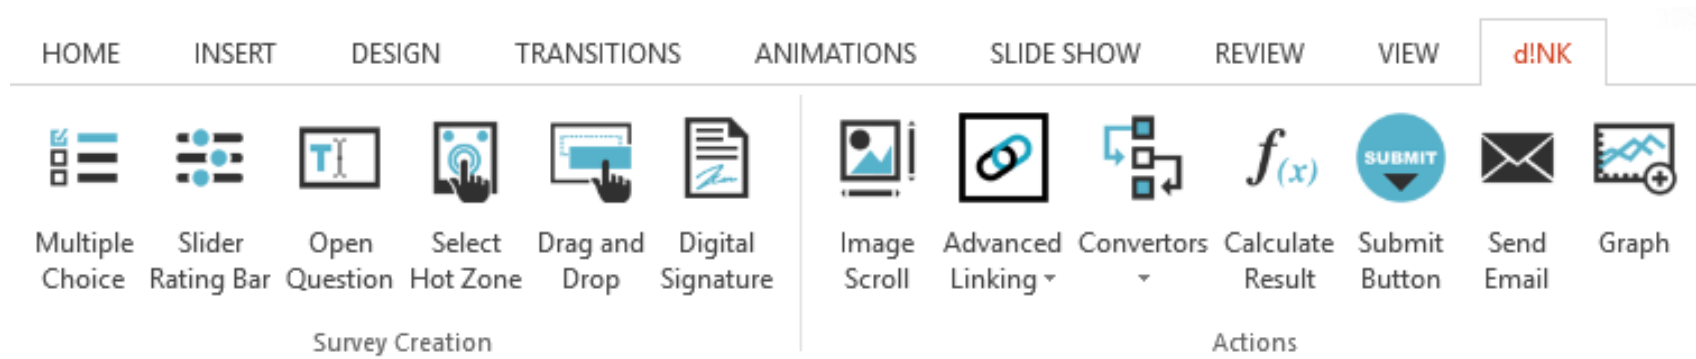 HOME INSERT DESIGN TRANSITIONS ANIMATIONS SLIDE SHOW REVIEW VIEW d!NK
T SUBMIT
f(x)
Multiple Slider Open Select Drag and Digital Image Advanced Convertors Calculate Submit Send Graph
Choice Rating Bar Question Hot Zone Drop Signature Scroll Linking Result Button Email
Survey Creation Actions